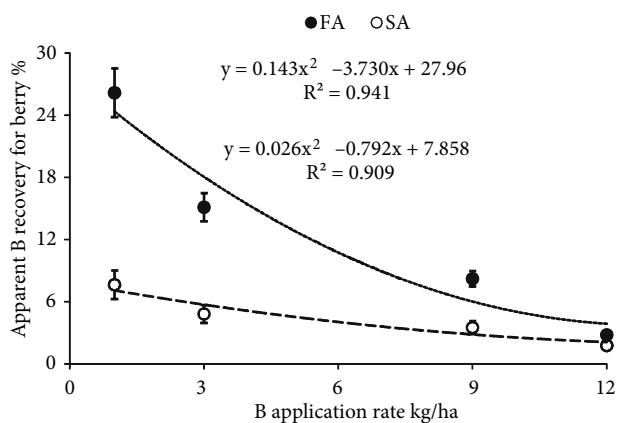 FA SA
30
24
18
12
6
0
0 3 6 9 12
Apparent B recovery for berry %
B application rate kg/ha
y = 0.143x² –3.730x + 27.96
R² = 0.941
y = 0.026x² –0.792x + 7.858
R² = 0.909